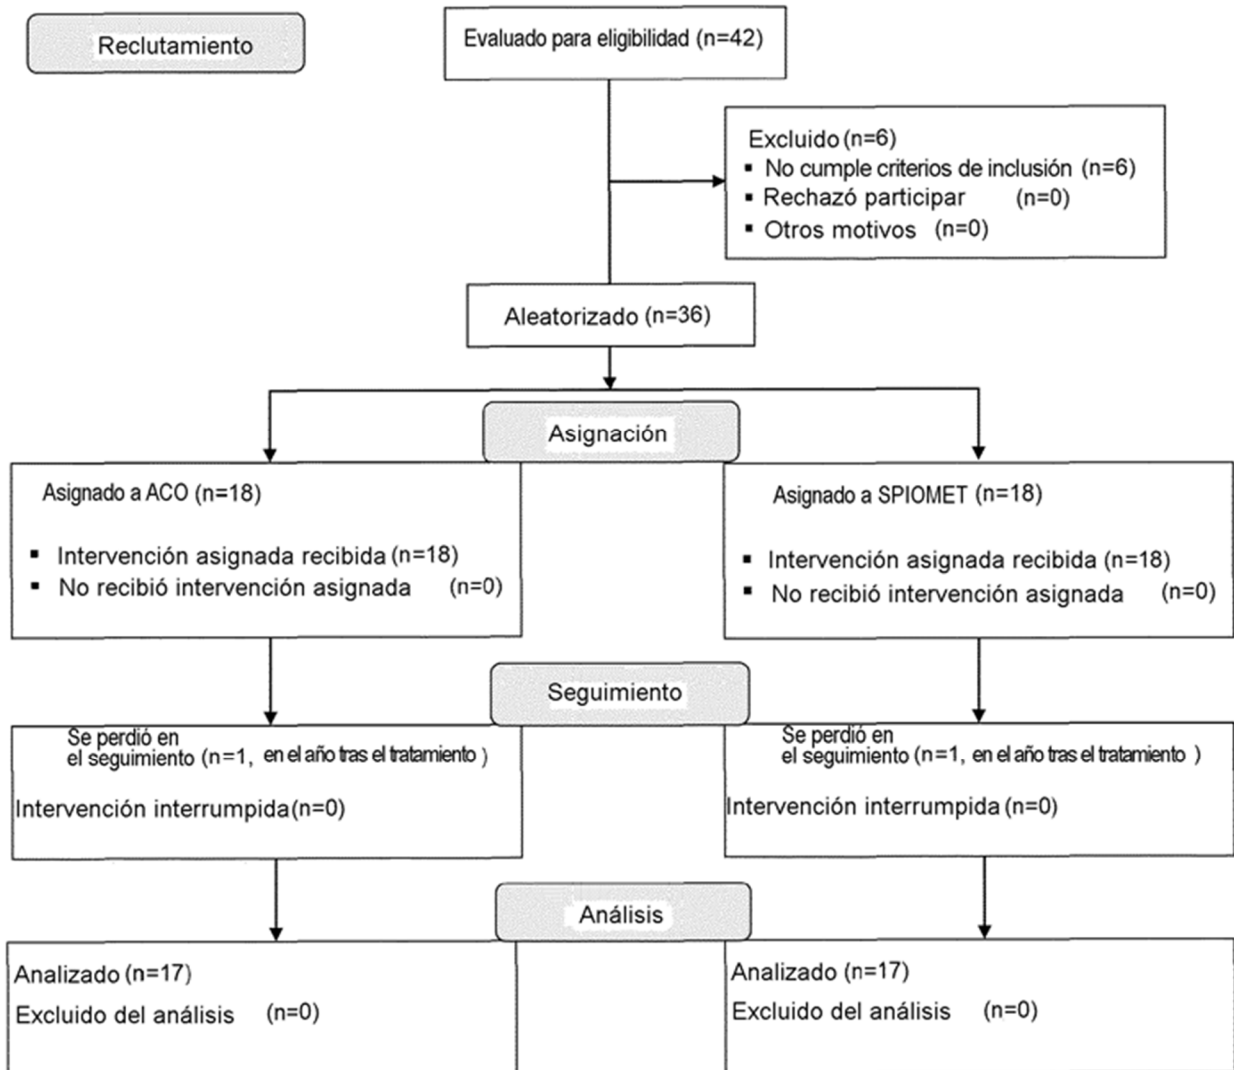 Reclutamiento
Evaluado para eligibilidad (n=42)
Excluido (n=6)
▪ No cumple criterios de inclusión (n=6)
▪ Rechazó participar (n=0)
▪ Otros motivos (n=0)
Aleatorizado (n=36)
Asignación
Asignado a ACO (n=18)
▪ Intervención asignada recibida (n=18)
▪ No recibió intervención asignada (n=0)
Asignado a SPIOMET (n=18)
▪ Intervención asignada recibida (n=18)
▪ No recibió intervención asignada (n=0)
Seguimiento
Se perdió en
el seguimiento (n=1, en el año tras el tratamiento )
Intervención interrumpida (n=0)
Se perdió en
el seguimiento (n=1, en el año tras el tratamiento )
Intervención interrumpida (n=0)
Análisis
Analizado (n=17)
Excluido del análisis (n=0)
Analizado (n=17)
Excluido del análisis (n=0)